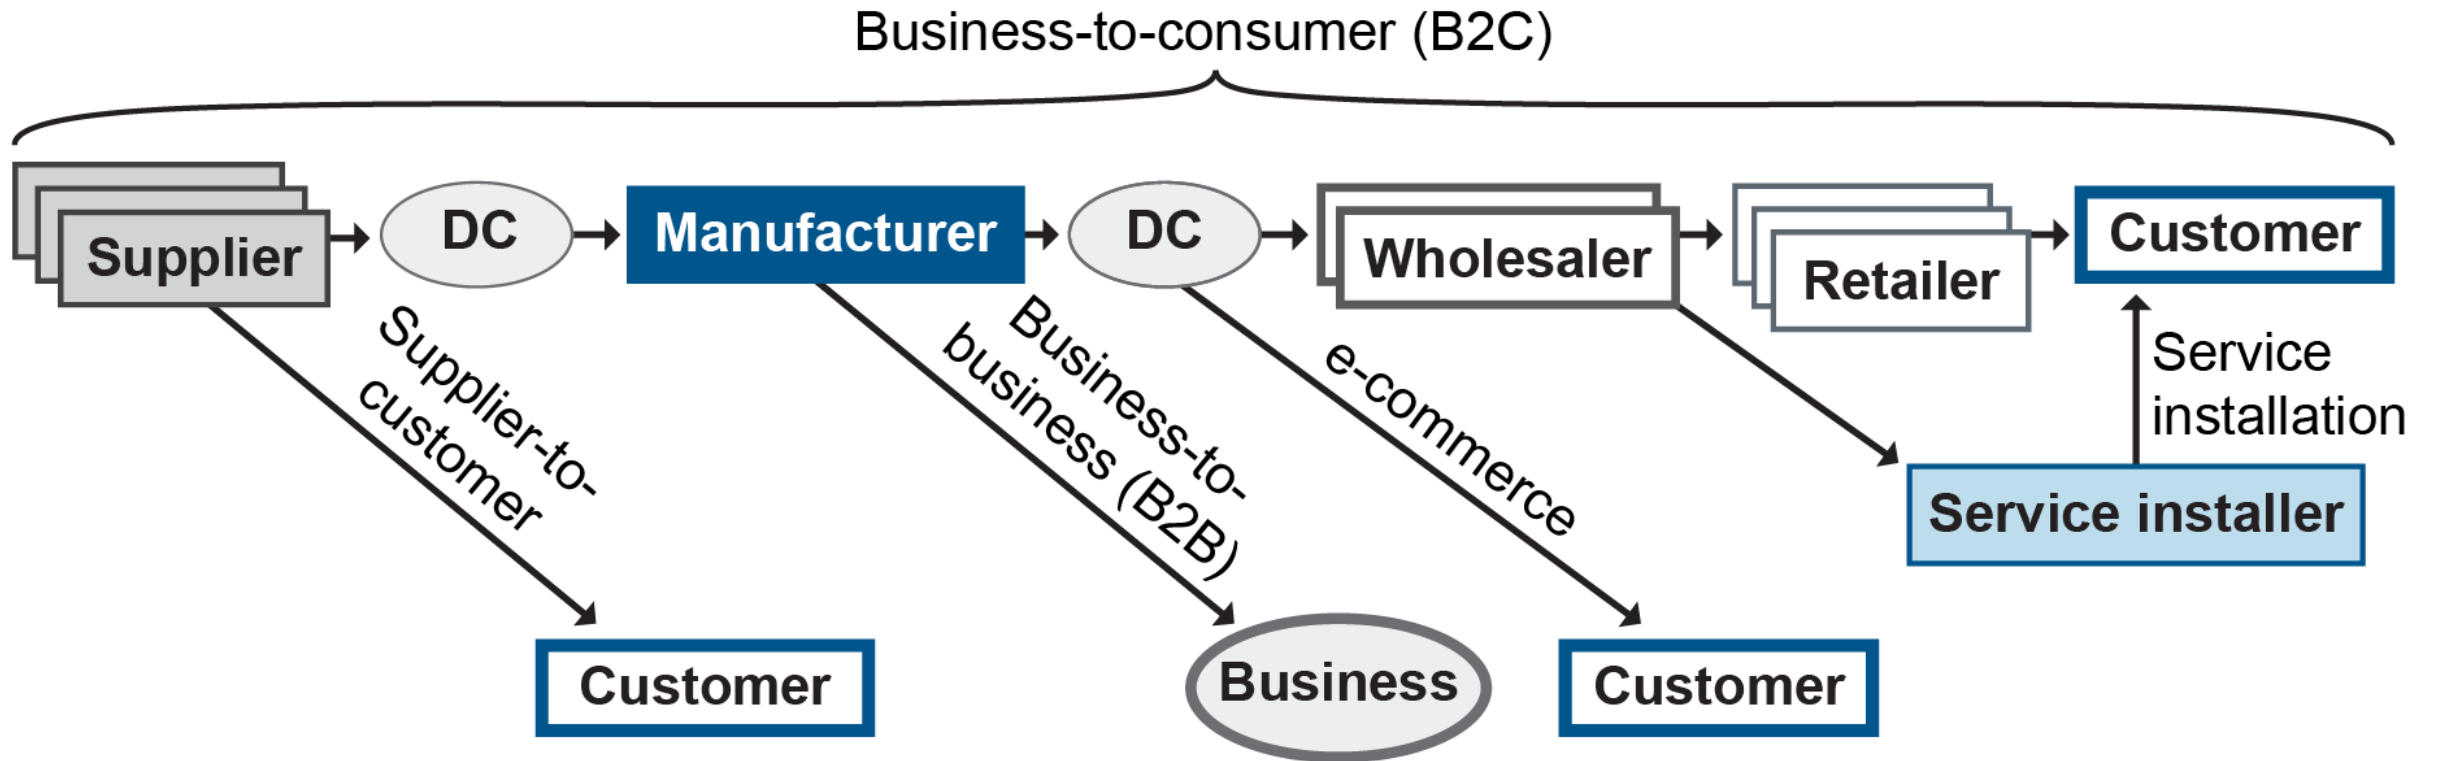 Business-to-consumer (B2C)
Supplier
DC
Manufacturer
DC
Wholesaler
Retailer
Customer
Supplier-to-
customer
Business-to-
business (B2B)
e-commerce
Service
installation
Service installer
Customer
Business
Customer